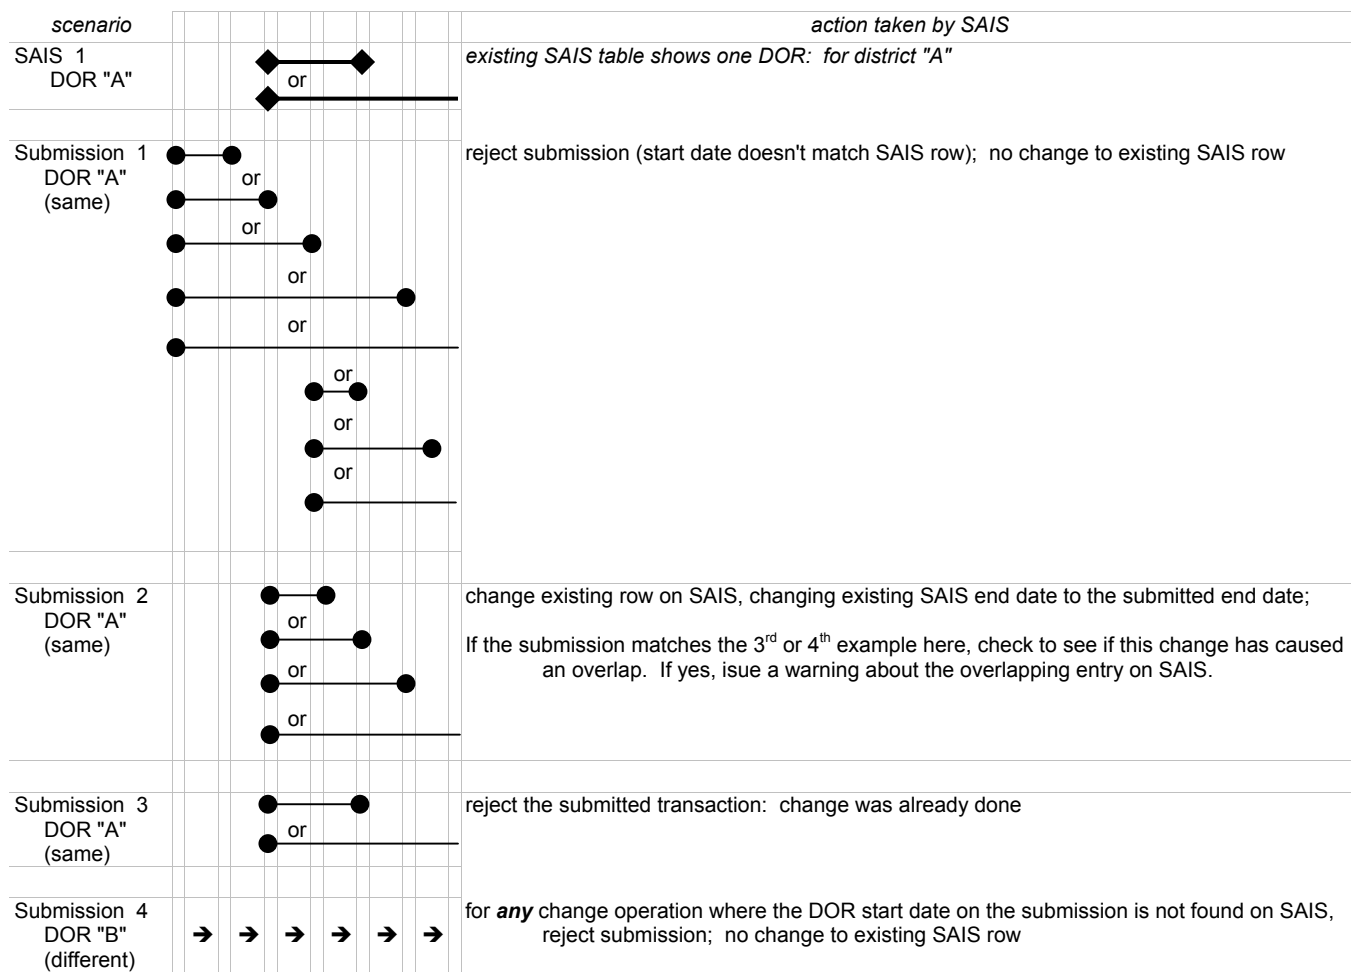 scenario action taken by SAIS
SAIS 1 existing SAIS table shows one DOR: for district "A"
DOR "A" or
Submission 1 reject submission (start date doesn't match SAIS row); no change to existing SAIS row
DOR "A" or
(same)
or
or
or
or
or
or
Submission 2 change existing row on SAIS, changing existing SAIS end date to the submitted end date;
DOR "A" or
(same) If the submission matches the 3rd or 4th example here, check to see if this change has caused
or an overlap. If yes, isue a warning about the overlapping entry on SAIS.
or
Submission 3 reject the submitted transaction: change was already done
DOR "A" or
(same)
Submission 4 for any change operation where the DOR start date on the submission is not found on SAIS,
DOR "B" reject submission; no change to existing SAIS row
(different)